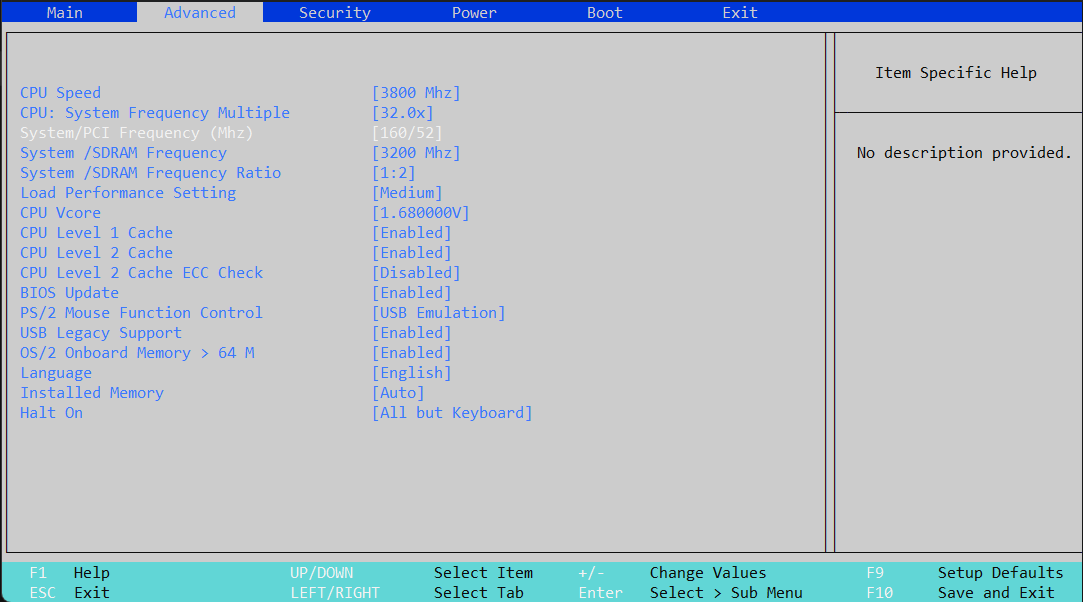 Main Advanced Security Power Boot Exit
Item Specific Help
No description provided.
CPU Speed [3800 Mhz]
CPU: System Frequency Multiple [32.0x]
System/PCI Frequency (Mhz) [160/52]
System /SDRAM Frequency [3200 Mhz]
System /SDRAM Frequency Ratio [1:2]
Load Performance Setting [Medium]
CPU Vcore [1.680000V]
CPU Level 1 Cache [Enabled]
CPU Level 2 Cache [Enabled]
CPU Level 2 Cache ECC Check [Disabled]
BIOS Update [Enabled]
PS/2 Mouse Function Control [USB Emulation]
USB Legacy Support [Enabled]
OS/2 Onboard Memory > 64 M [Enabled]
Language [English]
Installed Memory [Auto]
Halt On [All but Keyboard]
F1 Help UP/DOWN Select Item +/- Change Values F9 Setup Defaults
ESC Exit LEFT/RIGHT Select Tab Enter Select > Sub Menu F10 Save and Exit